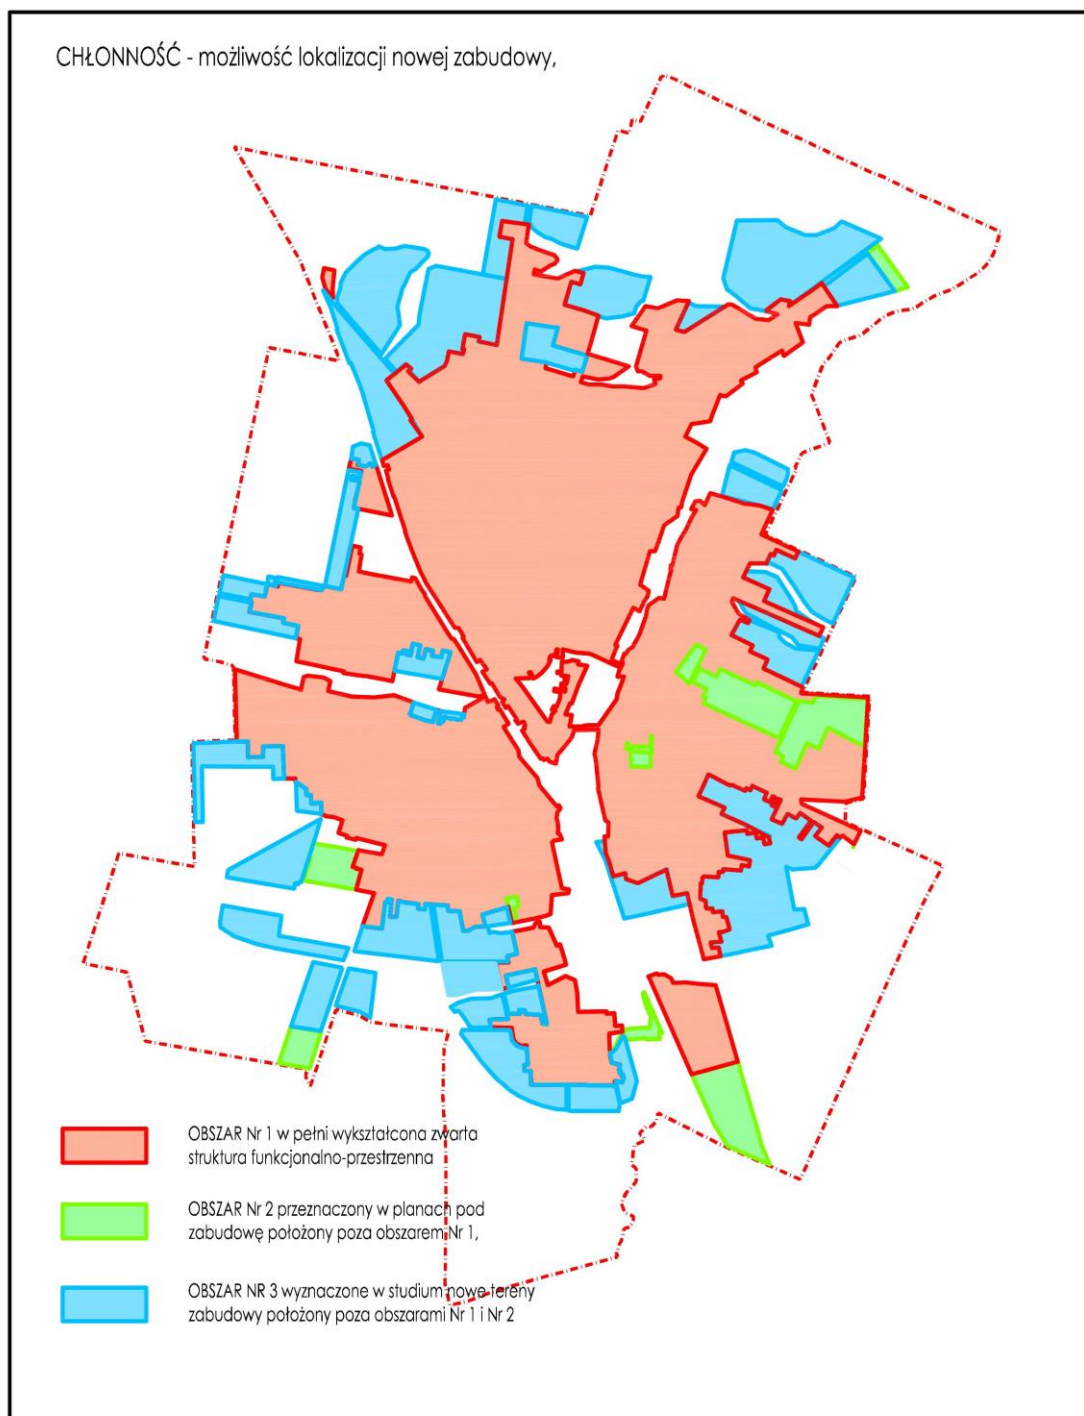 CHŁONNOŚĆ - możliwość lokalizacji nowej zabudowy,
OBSZAR Nr 1 w pełni wykształcona zwarta
struktura funkcjonalno-przestrzenna
OBSZAR Nr 2 przeznaczony w planach pod
zabudowę położony poza obszarem Nr 1,
OBSZAR NR 3 wyznaczone w studium nowe tereny
zabudowy położony poza obszarami Nr 1 i Nr 2